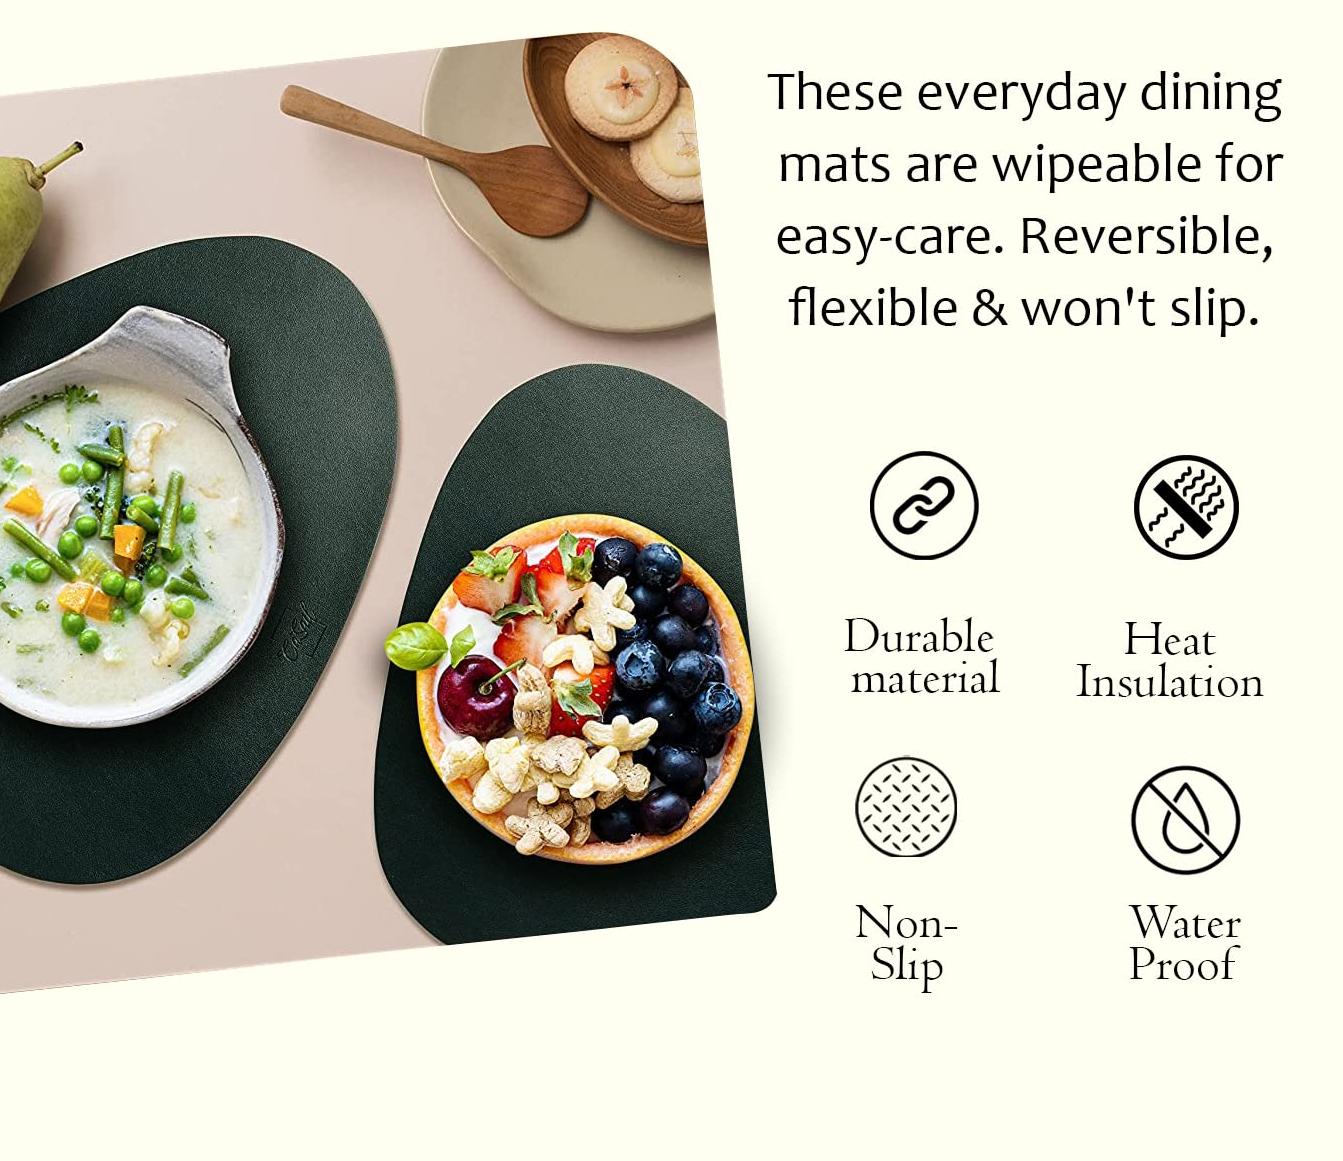 These everyday dining
mats are wipeable for
easy-care. Reversible,
flexible & won't slip.
Durable
material
Heat
Insulation
Non-
Slip
Water
Proof